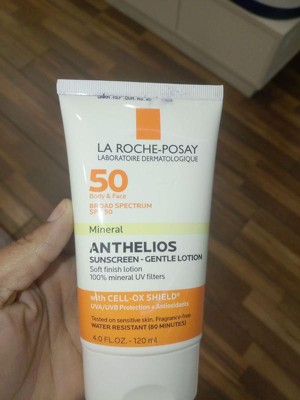 LA ROCHE-POSAY
LABORATOIRE DERMATOLOGIQUE
50
Body & Face
BROAD SPECTRUM
SPF 50
Mineral
ANTHELIOS
SUNSCREEN - GENTLE LOTION
Soft finish lotion
100% mineral UV filters
with CELL-OX SHIELD®
UVA/UVB Protection + Antioxidants
Tested on sensitive skin. Fragrance-free
WATER RESISTANT (80 MINUTES)
4.0 FL.OZ. - 120 ml